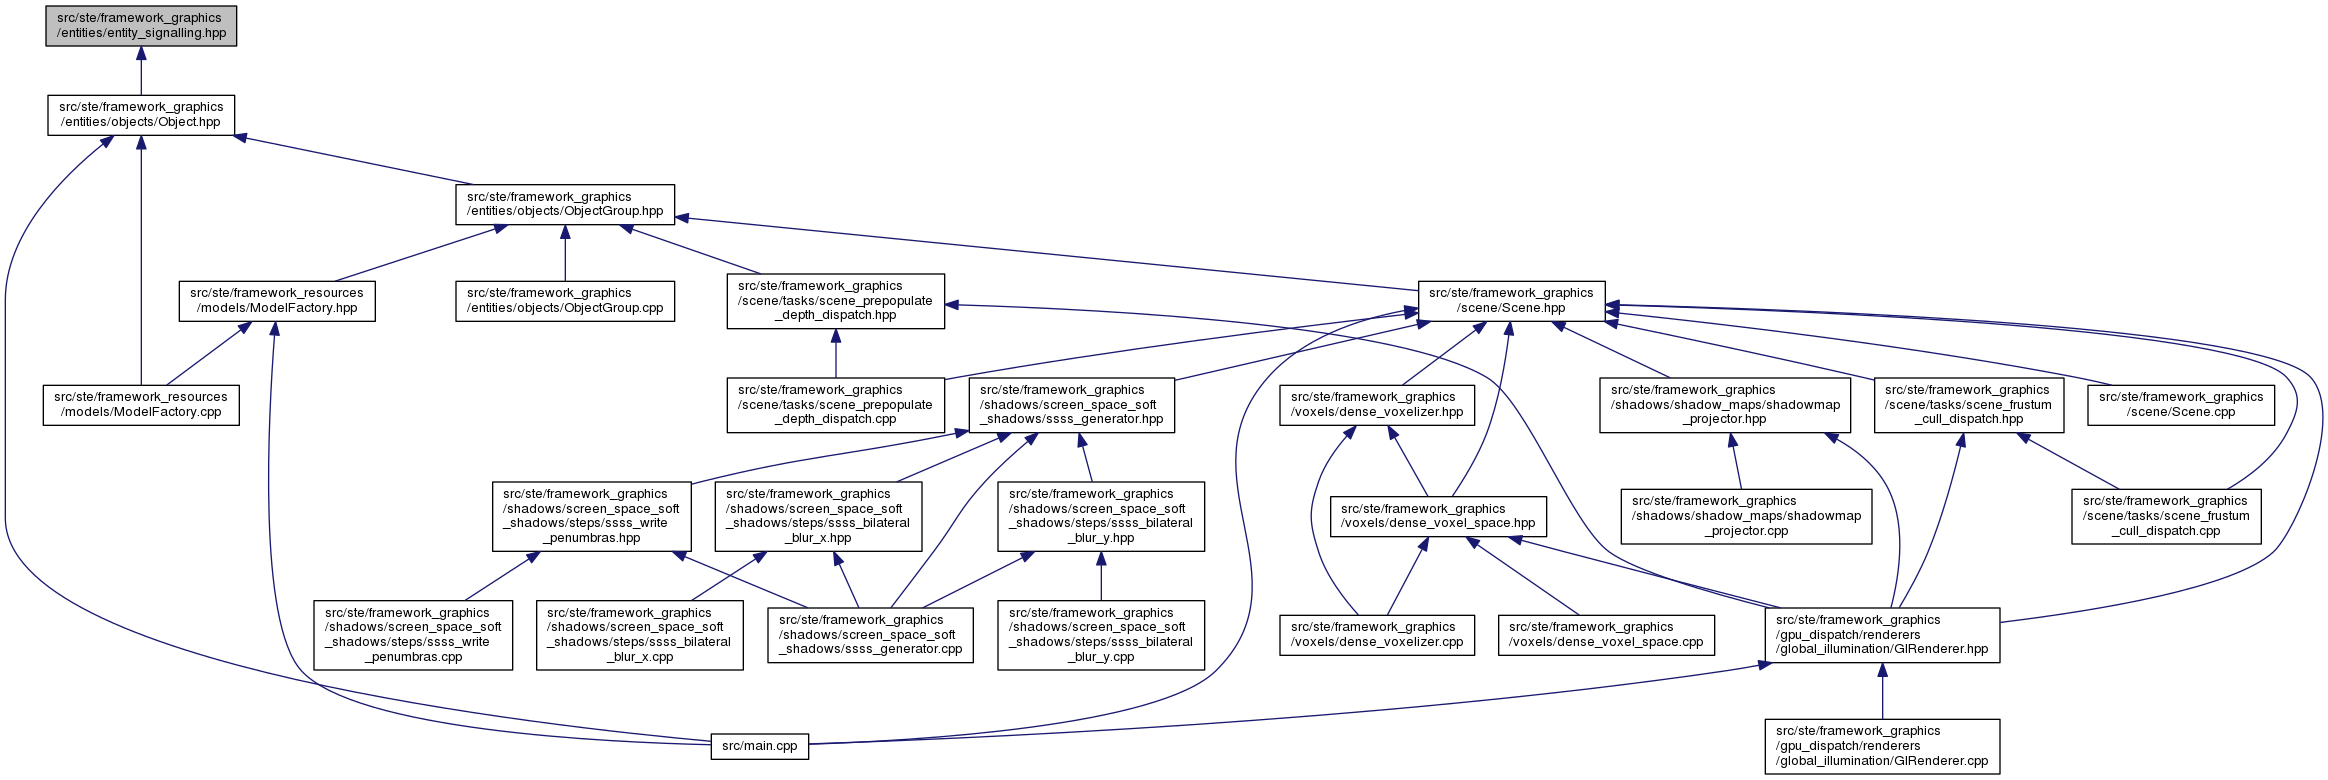 src/ste/framework_graphics
/entities/entity_signalling.hpp
src/ste/framework_graphics
/entities/objects/Object.hpp
src/ste/framework_graphics
/entities/objects/ObjectGroup.hpp
src/ste/framework_resources
/models/ModelFactory.hpp
src/ste/framework_graphics
/entities/objects/ObjectGroup.cpp
src/ste/framework_graphics
/scene/tasks/scene_prepopulate
_depth_dispatch.hpp
src/ste/framework_graphics
/scene/Scene.hpp
src/ste/framework_resources
/models/ModelFactory.cpp
src/ste/framework_graphics
/scene/tasks/scene_prepopulate
_depth_dispatch.cpp
src/ste/framework_graphics
/shadows/screen_space_soft
_shadows/ssss_generator.hpp
src/ste/framework_graphics
/voxels/dense_voxelizer.hpp
src/ste/framework_graphics
/shadows/shadow_maps/shadowmap
_projector.hpp
src/ste/framework_graphics
/scene/tasks/scene_frustum
_cull_dispatch.hpp
src/ste/framework_graphics
/scene/Scene.cpp
src/ste/framework_graphics
/shadows/screen_space_soft
_shadows/steps/ssss_write
_penumbras.hpp
src/ste/framework_graphics
/shadows/screen_space_soft
_shadows/steps/ssss_bilateral
_blur_x.hpp
src/ste/framework_graphics
/shadows/screen_space_soft
_shadows/steps/ssss_bilateral
_blur_y.hpp
src/ste/framework_graphics
/voxels/dense_voxel_space.hpp
src/ste/framework_graphics
/shadows/shadow_maps/shadowmap
_projector.cpp
src/ste/framework_graphics
/scene/tasks/scene_frustum
_cull_dispatch.cpp
src/ste/framework_graphics
/shadows/screen_space_soft
_shadows/steps/ssss_write
_penumbras.cpp
src/ste/framework_graphics
/shadows/screen_space_soft
_shadows/steps/ssss_bilateral
_blur_x.cpp
src/ste/framework_graphics
/shadows/screen_space_soft
_shadows/ssss_generator.cpp
src/ste/framework_graphics
/shadows/screen_space_soft
_shadows/steps/ssss_bilateral
_blur_y.cpp
src/ste/framework_graphics
/voxels/dense_voxelizer.cpp
src/ste/framework_graphics
/voxels/dense_voxel_space.cpp
src/ste/framework_graphics
/gpu_dispatch/renderers
/global_illumination/GIRenderer.hpp
src/main.cpp
src/ste/framework_graphics
/gpu_dispatch/renderers
/global_illumination/GIRenderer.cpp